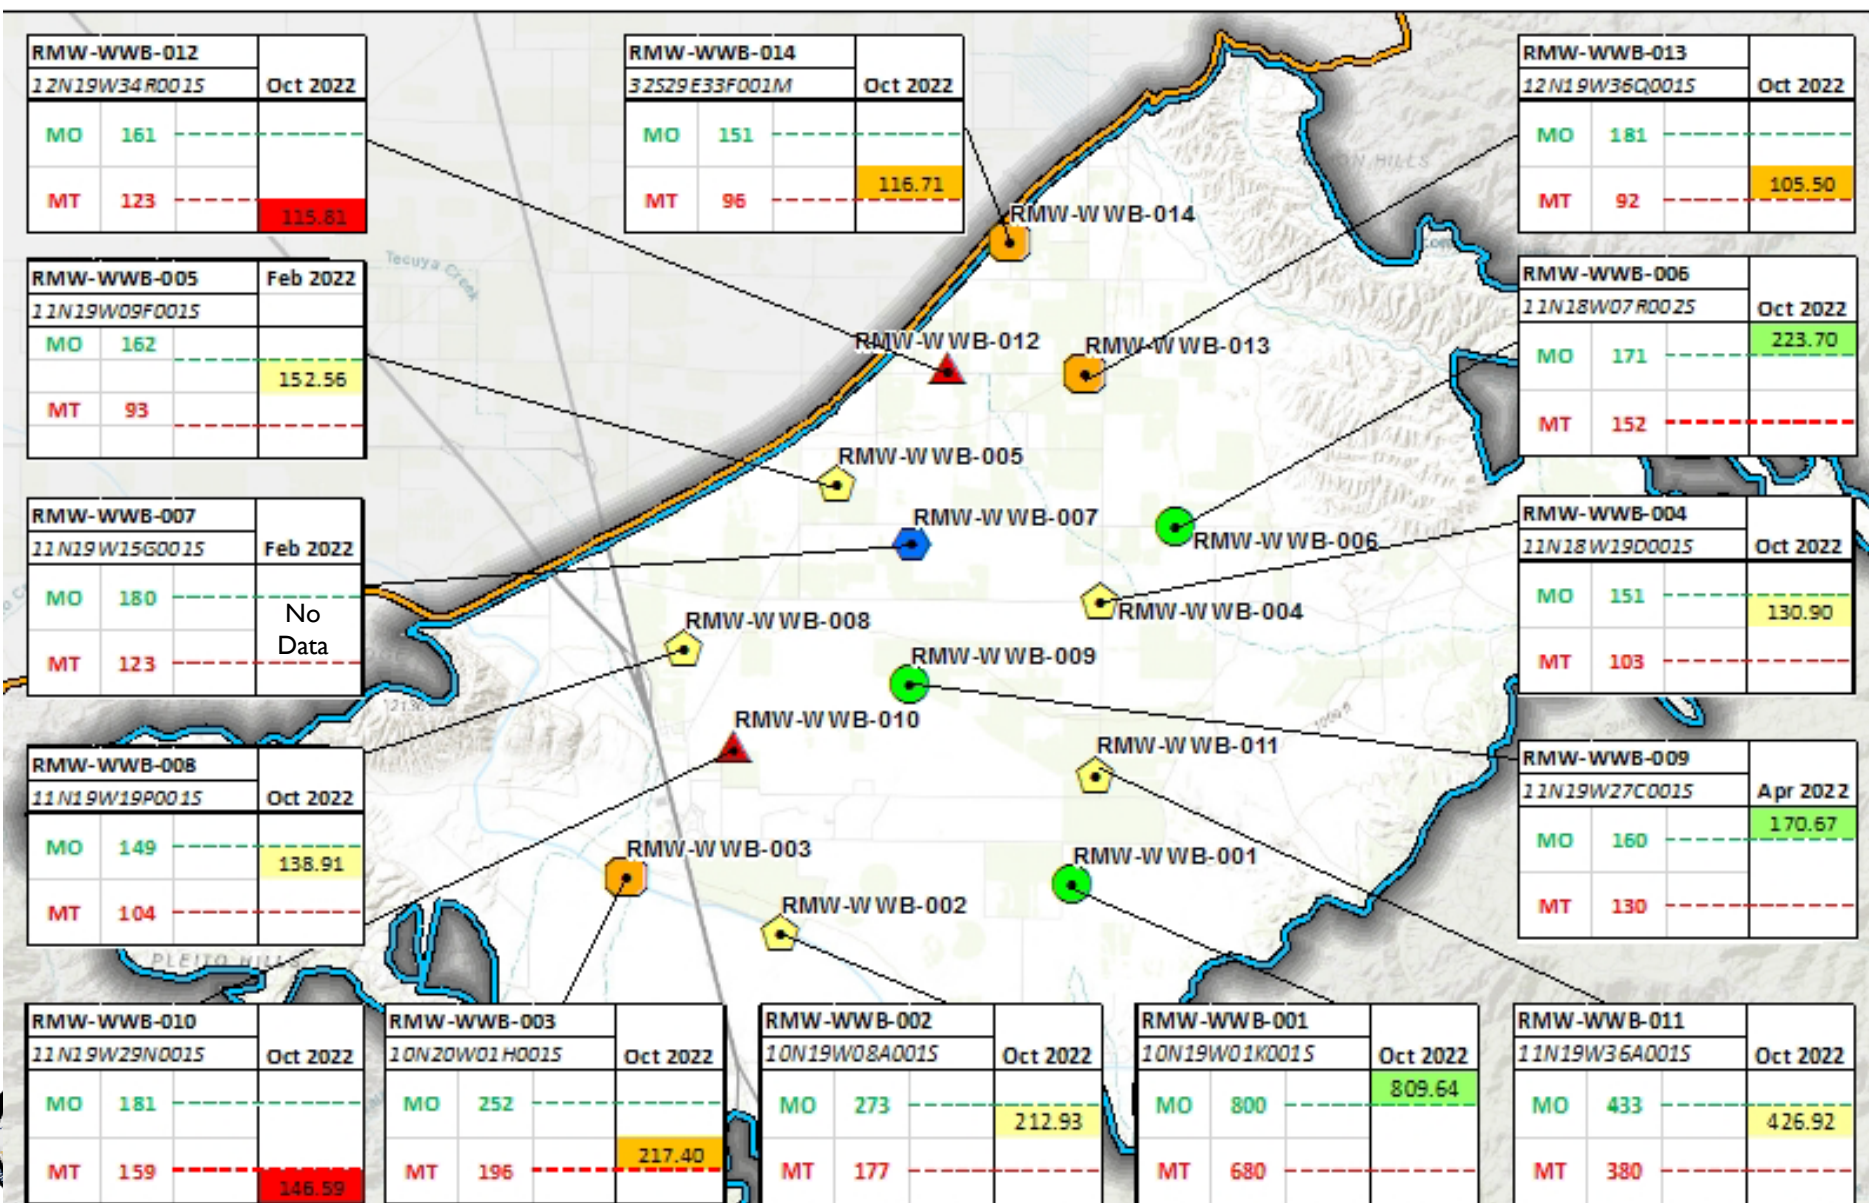 RMW-WWB-012
12N19W34R001S Oct 2022
MO 161
MT 123
115.81
RMW-WWB-014
32S29E33F001M Oct 2022
MO 151
116.71
MT 96
RMW-WWB-013
12N19W36Q001S Oct 2022
MO 181
105.50
MT 92
RMW-WWB-005 Feb 2022
11N19W09F001S
MO 162
152.56
MT 93
RMW-WWB-006
11N18W07R002S Oct 2022
223.70
MO 171
MT 152
RMW-WWB-007
11N19W15G001S Feb 2022
MO 180
No
Data
MT 123
RMW-WWB-004
11N18W19D001S Oct 2022
MO 151
130.90
MT 103
RMW-WWB-008
11N19W19P001S Oct 2022
MO 149
138.91
MT 104
RMW-WWB-009
11N19W27C001S Apr 2022
170.67
MO 160
MT 130
RMW-WWB-010
11N19W29N001S Oct 2022
MO 181
MT 159
146.59
RMW-WWB-003
10N20W01H001S Oct 2022
MO 252
217.40
MT 196
RMW-WWB-002
10N19W08A001S Oct 2022
MO 273
212.93
MT 177
RMW-WWB-001
10N19W01K001S Oct 2022
809.64
MO 800
MT 680
RMW-WWB-011
11N19W36A001S Oct 2022
MO 433
426.92
MT 380
RMW-WWB-014
Tecuya Creek
RMW-WWB-012
RMW-WWB-013
RMW-WWB-005
RMW-WWB-007
RMW-WWB-006
RMW-WWB-004
RMW-WWB-008
RMW-WWB-009
RMW-WWB-010
RMW-WWB-011
RMW-WWB-003
RMW-WWB-001
RMW-WWB-002
PLEITO HILLS
HILLS
1000 ft